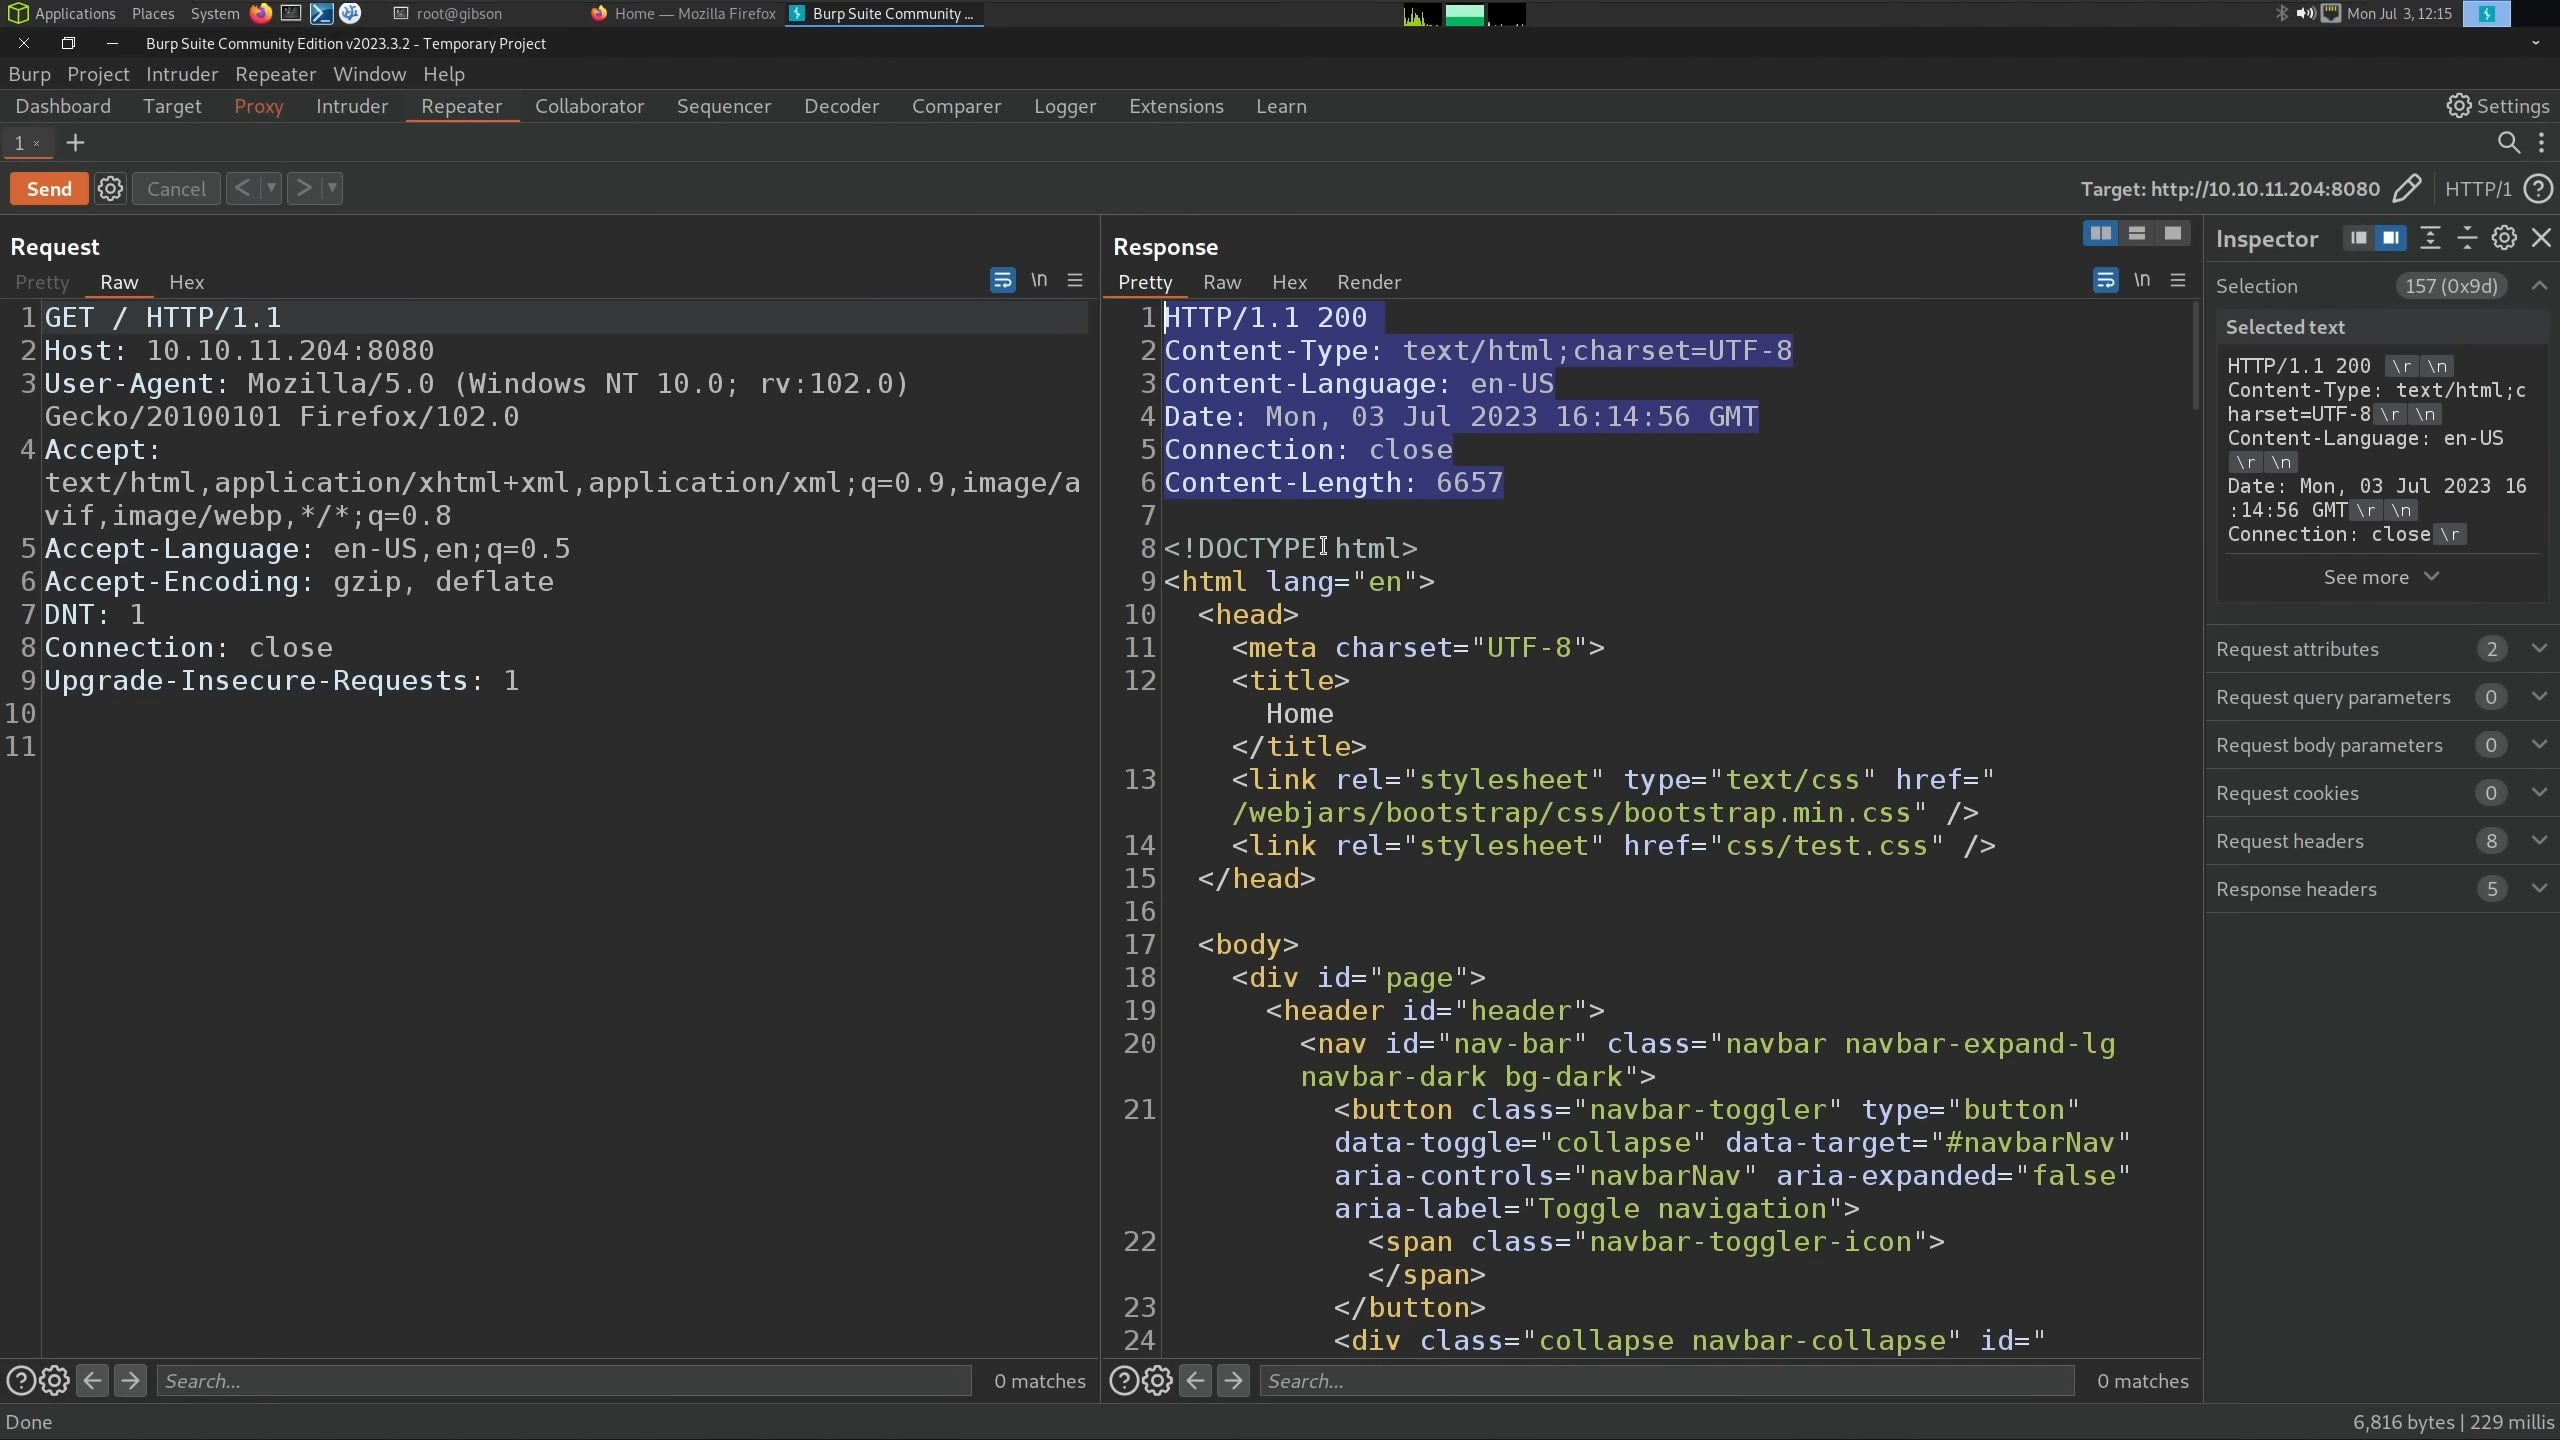 Applications Places System root@gibson Home — Mozilla Firefox Burp Suite Community ... Mon Jul 3, 12:15
Burp Suite Community Edition v2023.3.2 - Temporary Project
Burp Project Intruder Repeater Window Help
Dashboard Target Proxy Intruder Repeater Collaborator Sequencer Decoder Comparer Logger Extensions Learn Settings
1 × +
Send Cancel < > Target: http://10.10.11.204:8080 HTTP/1 ?
Request
Pretty Raw Hex \n
1 GET / HTTP/1.1
2 Host: 10.10.11.204:8080
3 User-Agent: Mozilla/5.0 (Windows NT 10.0; rv:102.0)
Gecko/20100101 Firefox/102.0
4 Accept:
text/html,application/xhtml+xml,application/xml;q=0.9,image/a
vif,image/webp,*/*;q=0.8
5 Accept-Language: en-US,en;q=0.5
6 Accept-Encoding: gzip, deflate
7 DNT: 1
8 Connection: close
9 Upgrade-Insecure-Requests: 1
10
11
Search... 0 matches
Response
Pretty Raw Hex Render \n
1 HTTP/1.1 200
2 Content-Type: text/html;charset=UTF-8
3 Content-Language: en-US
4 Date: Mon, 03 Jul 2023 16:14:56 GMT
5 Connection: close
6 Content-Length: 6657
7
8 <!DOCTYPE html>
9 <html lang="en">
10 <head>
11 <meta charset="UTF-8">
12 <title>
Home
</title>
13 <link rel="stylesheet" type="text/css" href="
/webjars/bootstrap/css/bootstrap.min.css" />
14 <link rel="stylesheet" href="css/test.css" />
15 </head>
16
17 <body>
18 <div id="page">
19 <header id="header">
20 <nav id="nav-bar" class="navbar navbar-expand-lg
navbar-dark bg-dark">
21 <button class="navbar-toggler" type="button"
data-toggle="collapse" data-target="#navbarNav"
aria-controls="navbarNav" aria-expanded="false"
aria-label="Toggle navigation">
22 <span class="navbar-toggler-icon">
</span>
23 </button>
24 <div class="collapse navbar-collapse" id="
Search... 0 matches
Inspector
Selection 157 (0x9d)
Selected text
HTTP/1.1 200 \r \n
Content-Type: text/html;c
harset=UTF-8 \r \n
Content-Language: en-US
\r \n
Date: Mon, 03 Jul 2023 16
:14:56 GMT \r \n
Connection: close \r
See more
Request attributes 2
Request query parameters 0
Request body parameters 0
Request cookies 0
Request headers 8
Response headers 5
Done
6,816 bytes | 229 millis